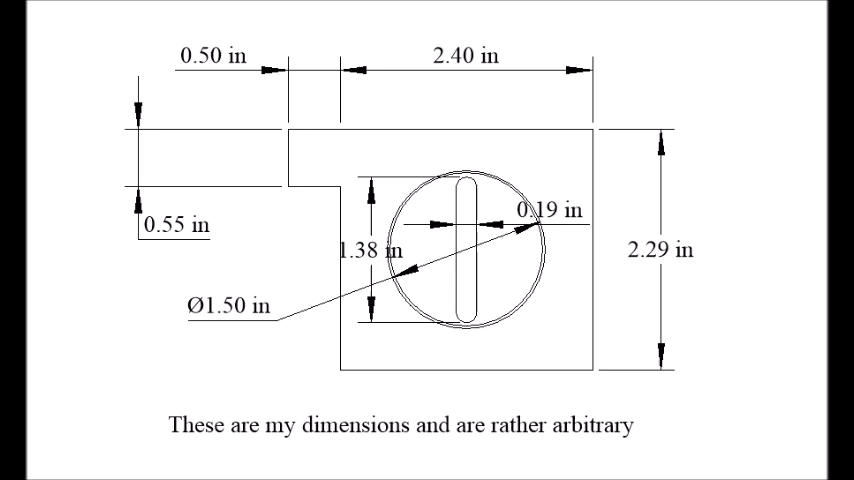 0.50 in
2.40 in
0.55 in
0.19 in
1.38 in
2.29 in
Ø1.50 in
These are my dimensions and are rather arbitrary